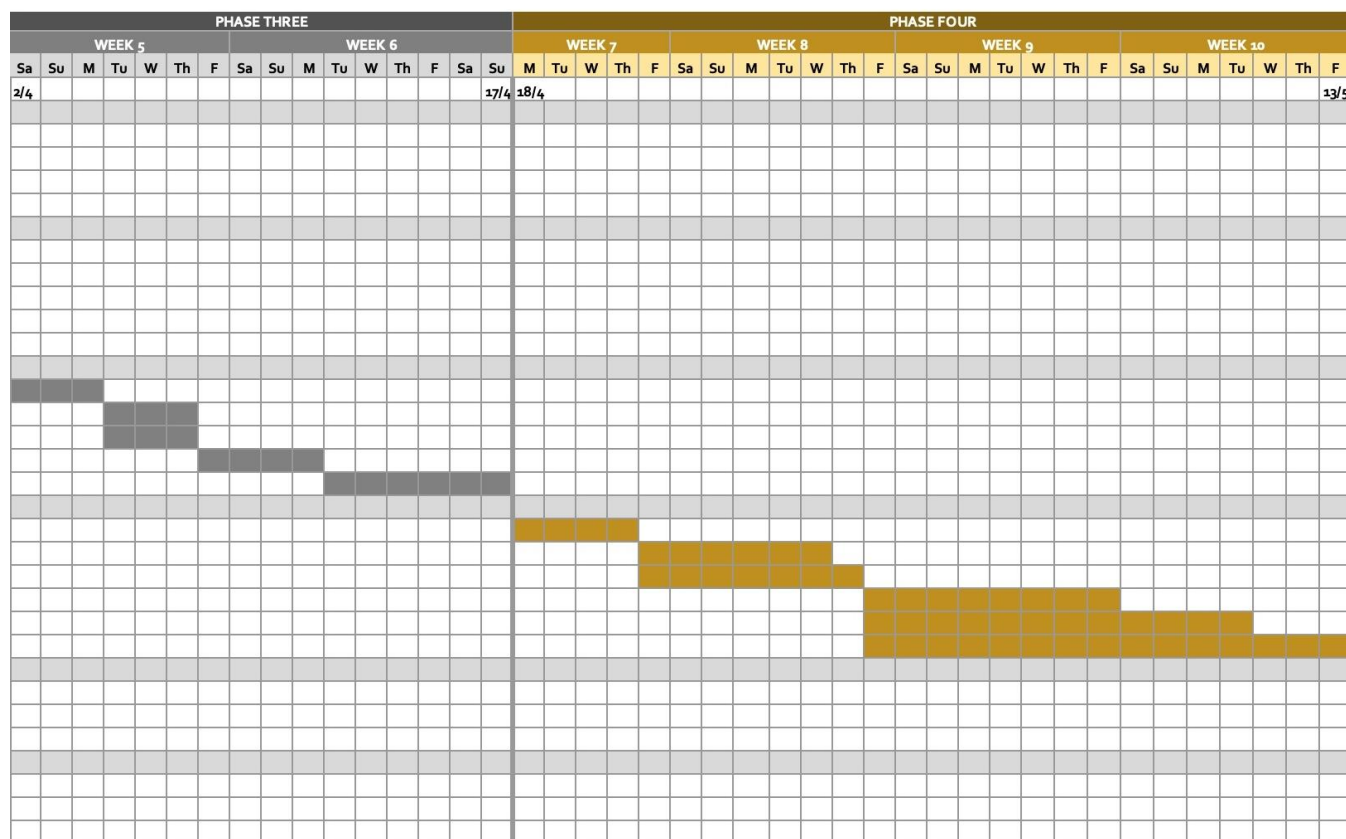 PHASE THREE PHASE FOUR
WEEK 5 WEEK 6 WEEK 7 WEEK 8 WEEK 9 WEEK 10
Sa Su M Tu W Th F Sa Su M Tu W Th F Sa Su M Tu W Th F Sa Su M Tu W Th F Sa Su M Tu W Th F Sa Su M Tu W Th F
2/4 17/4 18/4 13/5